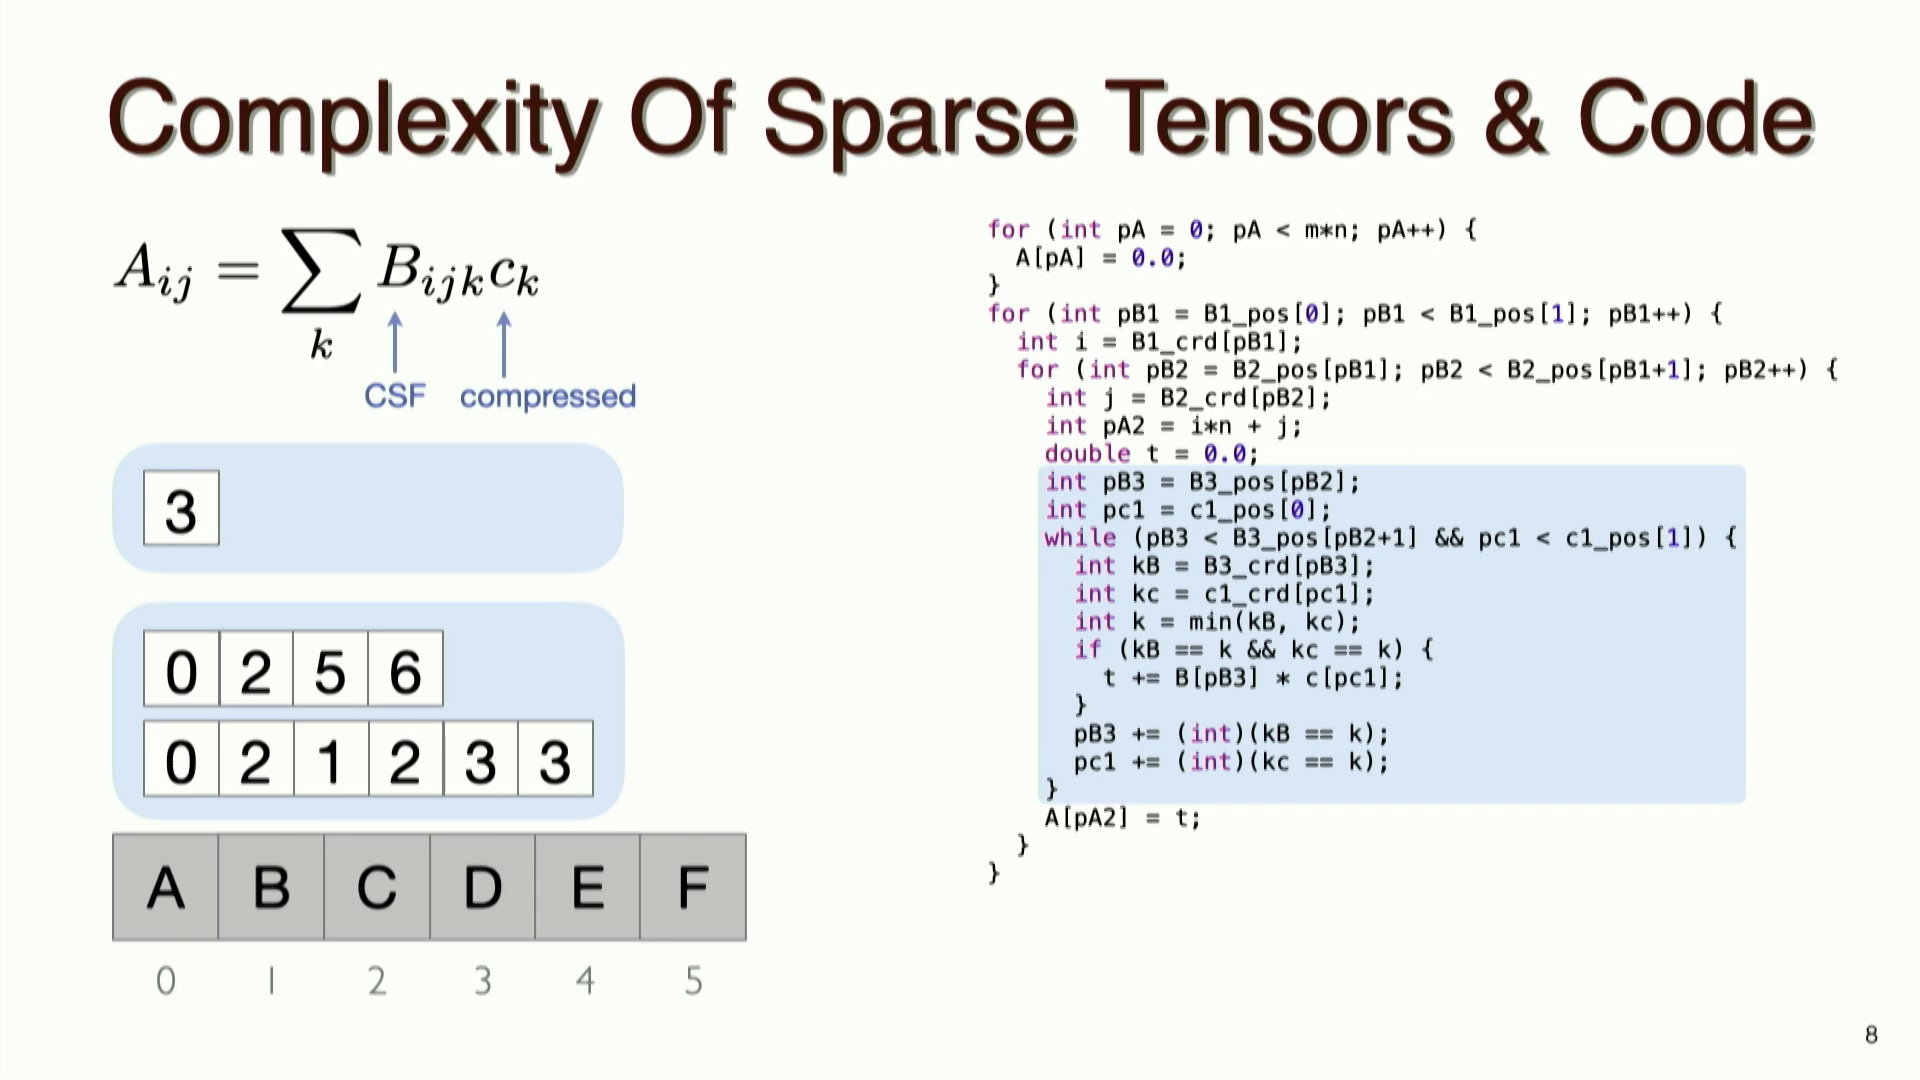 Complexity Of Sparse Tensors & Code
A_{ij} = \sum_k B_{ijk} c_k
CSF compressed
3
0 2 5 6
0 2 1 2 3 3
A B C D E F
0 1 2 3 4 5
for (int pA = 0; pA < m*n; pA++) {
  A[pA] = 0.0;
}
for (int pB1 = B1_pos[0]; pB1 < B1_pos[1]; pB1++) {
  int i = B1_crd[pB1];
  for (int pB2 = B2_pos[pB1]; pB2 < B2_pos[pB1+1]; pB2++) {
    int j = B2_crd[pB2];
    int pA2 = i*n + j;
    double t = 0.0;
    int pB3 = B3_pos[pB2];
    int pc1 = c1_pos[0];
    while (pB3 < B3_pos[pB2+1] && pc1 < c1_pos[1]) {
      int kB = B3_crd[pB3];
      int kc = c1_crd[pc1];
      int k = min(kB, kc);
      if (kB == k && kc == k) {
        t += B[pB3] * c[pc1];
      }
      pB3 += (int)(kB == k);
      pc1 += (int)(kc == k);
    }
    A[pA2] = t;
  }
}
8